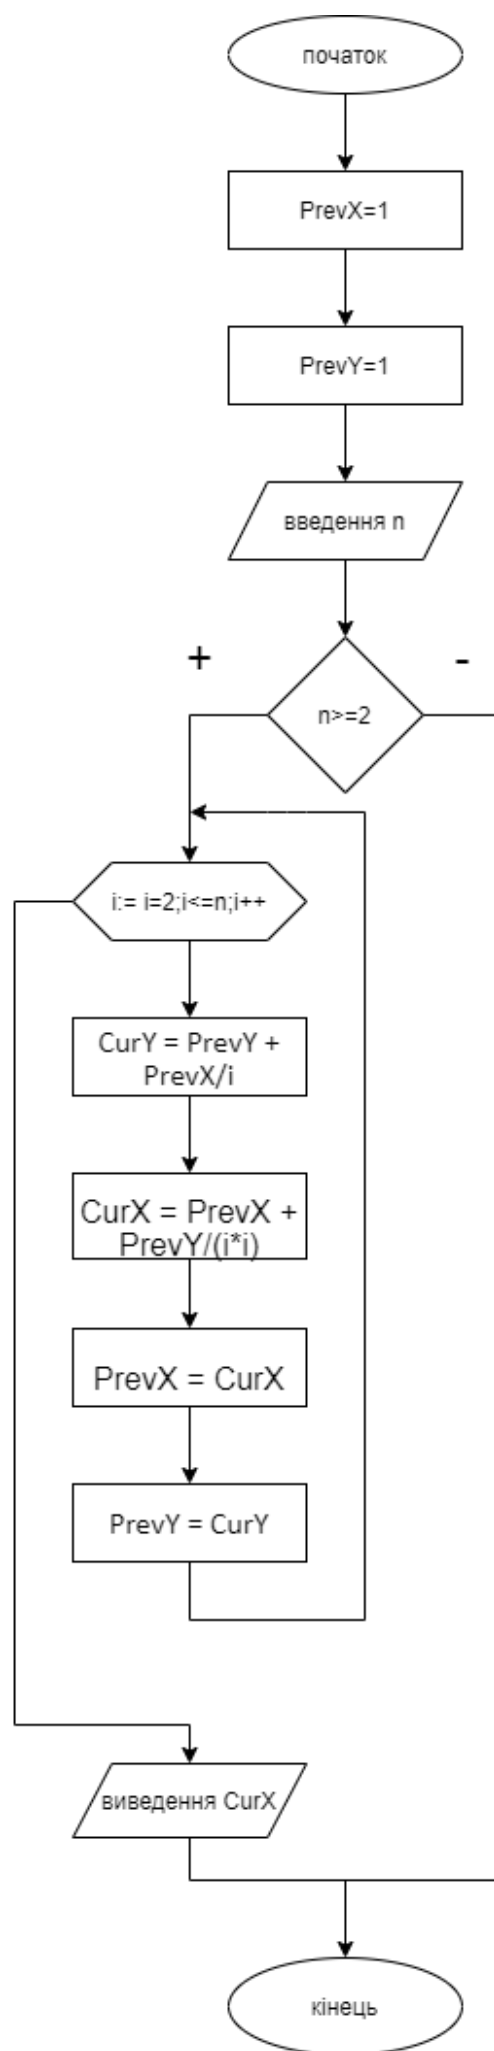 початок
PrevX=1
PrevY=1
введення n
+
-
n>=2
i:= i=2;i<=n;i++
CurY = PrevY +
PrevX/i
CurX = PrevX +
PrevY/(i*i)
PrevX = CurX
PrevY = CurY
виведення CurX
кінець